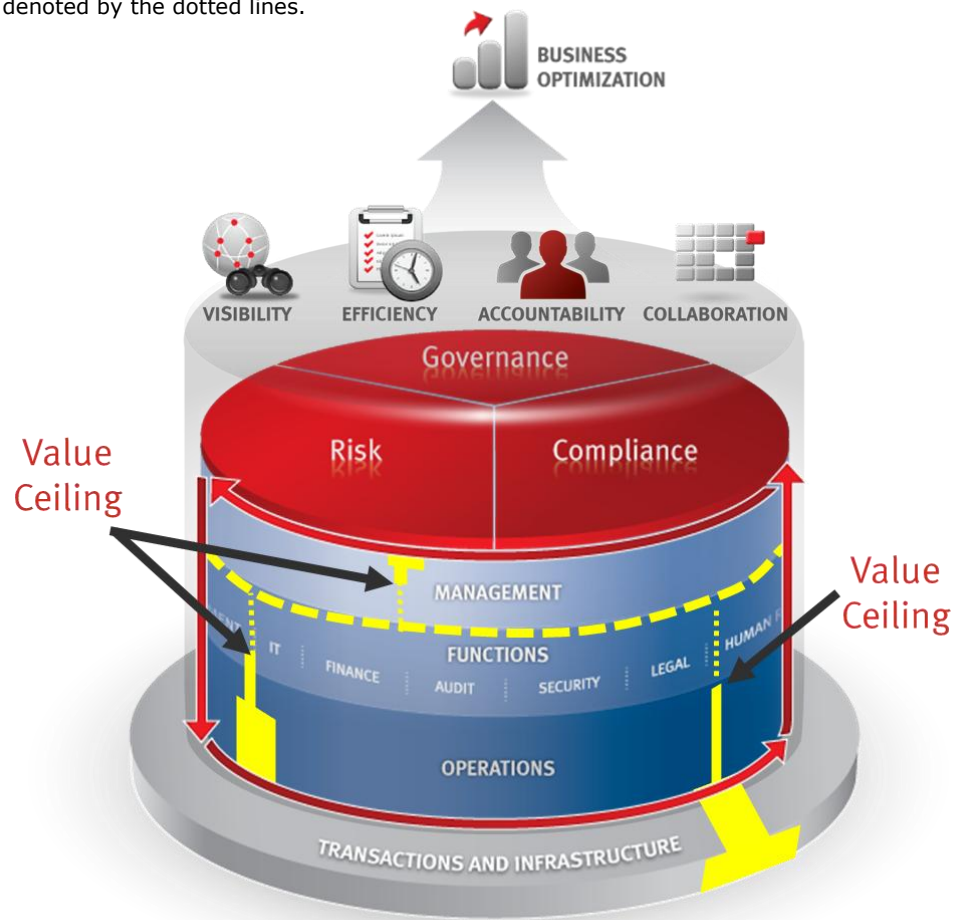 denoted by the dotted lines.
BUSINESS
OPTIMIZATION
VISIBILITY
EFFICIENCY
ACCOUNTABILITY
COLLABORATION
Governance
Risk
Compliance
Value
Ceiling
Value
Ceiling
MANAGEMENT
FUNCTIONS
IT
FINANCE
AUDIT
SECURITY
LEGAL
HUMAN
OPERATIONS
TRANSACTIONS AND INFRASTRUCTURE